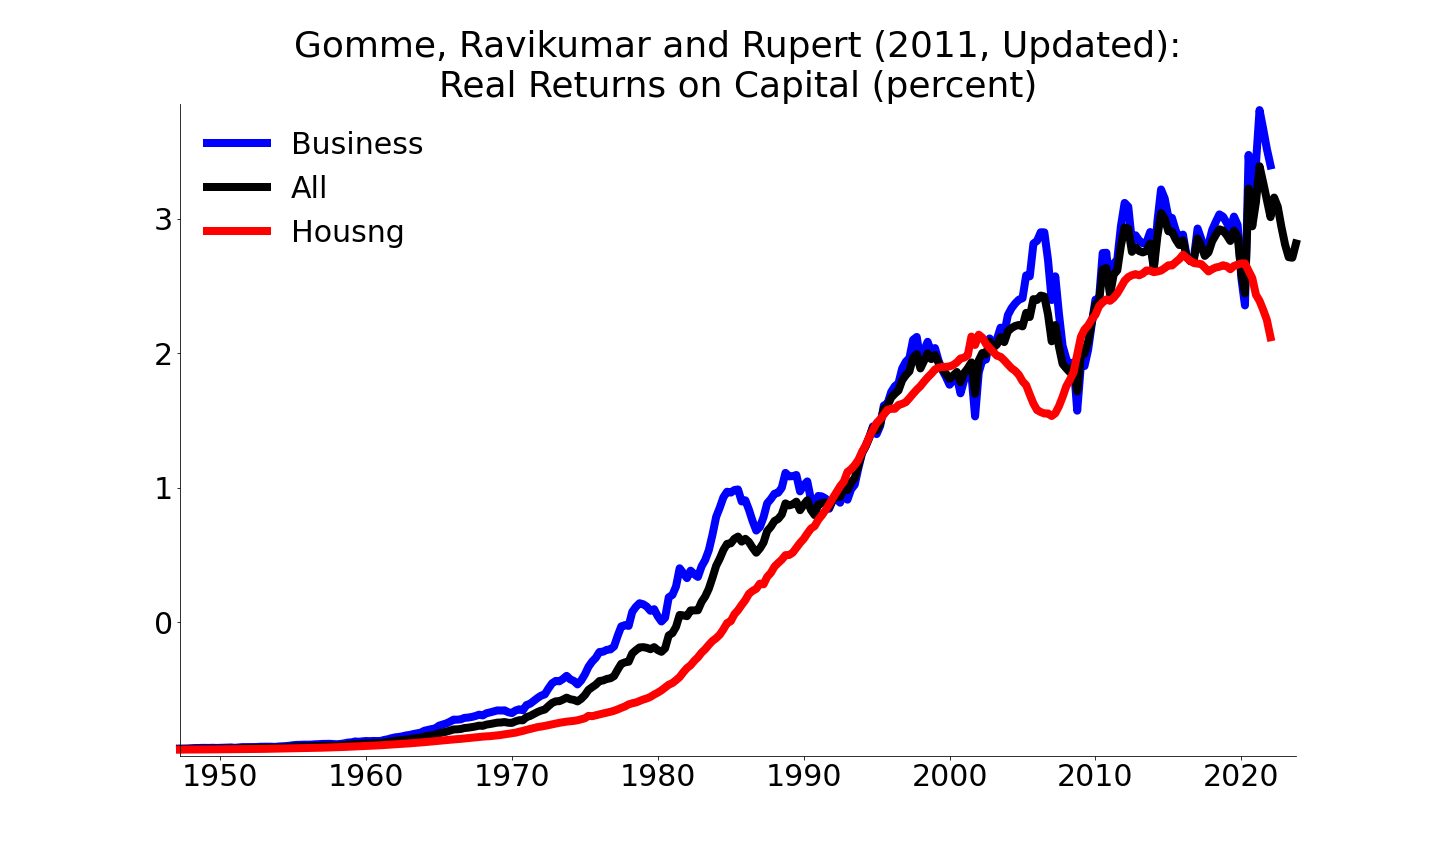 Gomme, Ravikumar and Rupert (2011, Updated):
Real Returns on Capital (percent)
Business
All
Housng
3
2
1
0
1950 1960 1970 1980 1990 2000 2010 2020